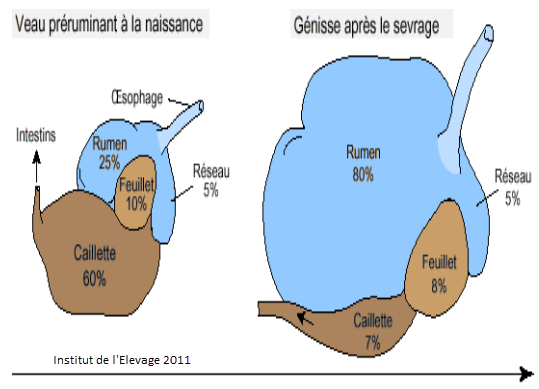 Veau préruminant à la naissance
Génisse après le sevrage
Œsophage
Intestins
Rumen
25%
Feuillet
10%
Réseau
5%
Caillette
60%
Rumen
80%
Réseau
5%
Feuillet
8%
Caillette
7%
Institut de l'Elevage 2011